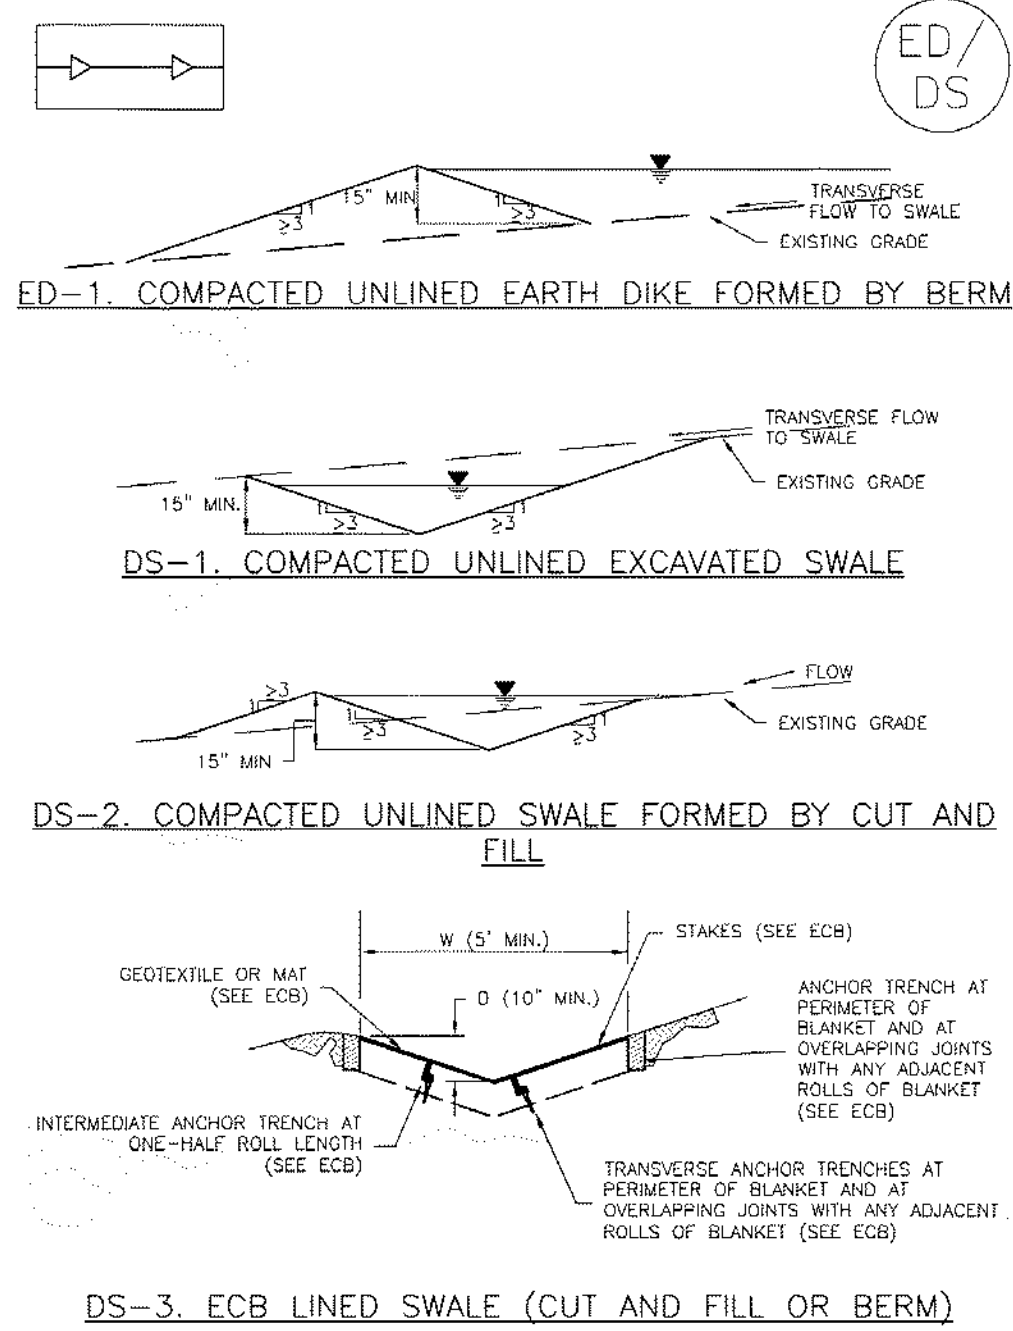 ED/
DS
15" MIN
1
≥3
1
≥3
TRANSVERSE
FLOW TO SWALE
EXISTING GRADE
ED-1. COMPACTED UNLINED EARTH DIKE FORMED BY BERM
TRANSVERSE FLOW
TO SWALE
EXISTING GRADE
15" MIN.
1
≥3
1
≥3
DS-1. COMPACTED UNLINED EXCAVATED SWALE
FLOW
≥3
1
1
≥3
1
≥3
EXISTING GRADE
15" MIN
DS-2. COMPACTED UNLINED SWALE FORMED BY CUT AND
FILL
W (5' MIN.)
STAKES (SEE ECB)
GEOTEXTILE OR MAT
(SEE ECB)
D (10" MIN.)
ANCHOR TRENCH AT
PERIMETER OF
BLANKET AND AT
OVERLAPPING JOINTS
WITH ANY ADJACENT
ROLLS OF BLANKET
(SEE ECB)
INTERMEDIATE ANCHOR TRENCH AT
ONE-HALF ROLL LENGTH
(SEE ECB)
TRANSVERSE ANCHOR TRENCHES AT
PERIMETER OF BLANKET AND AT
OVERLAPPING JOINTS WITH ANY ADJACENT
ROLLS OF BLANKET (SEE ECB)
DS-3. ECB LINED SWALE (CUT AND FILL OR BERM)